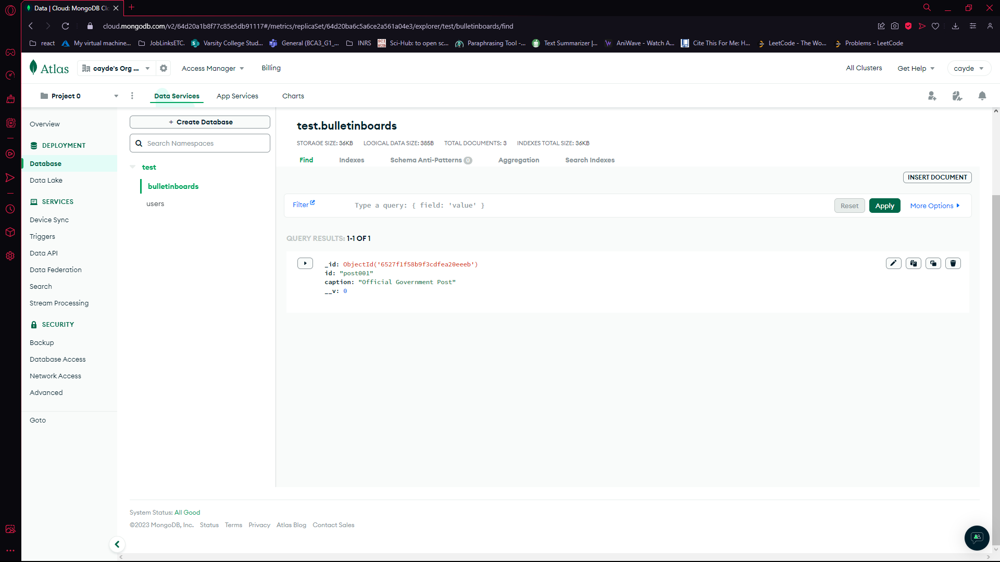 Data | Cloud: MongoDB Clo
cloud.mongodb.com/v2/64d20a1b8f77c85e5db91117#/metrics/replicaSet/64d20ba6c5a6ce2a561a04e3/explorer/test/bulletinboards/find
react My virtual machine... JobLinksETC. Varsity College Stud... General (BCA3_G1_... INRS SCI HUB Sci-Hub: to open sc... Paraphrasing Tool -... Text Summarizer |... W AniWave - Watch A... Cite This For Me: H... LeetCode - The Wo... Problems - LeetCode
Atlas cayde's Org ... Access Manager Billing All Clusters Get Help cayde
Project 0 Data Services App Services Charts
Overview
DEPLOYMENT
Database
Data Lake
SERVICES
Device Sync
Triggers
Data API
Data Federation
Search
Stream Processing
SECURITY
Backup
Database Access
Network Access
Advanced
Goto
+ Create Database
Search Namespaces
test
bulletinboards
users
test.bulletinboards
STORAGE SIZE: 36KB LOGICAL DATA SIZE: 385B TOTAL DOCUMENTS: 3 INDEXES TOTAL SIZE: 36KB
Find Indexes Schema Anti-Patterns 0 Aggregation Search Indexes
INSERT DOCUMENT
Filter Type a query: { field: 'value' } Reset Apply More Options
QUERY RESULTS: 1-1 OF 1
_id: ObjectId('6527f1f58b9f3cdfea20eeeb')
id: "post001"
caption: "Official Government Post"
__v: 0
System Status: All Good
©2023 MongoDB, Inc. Status Terms Privacy Atlas Blog Contact Sales